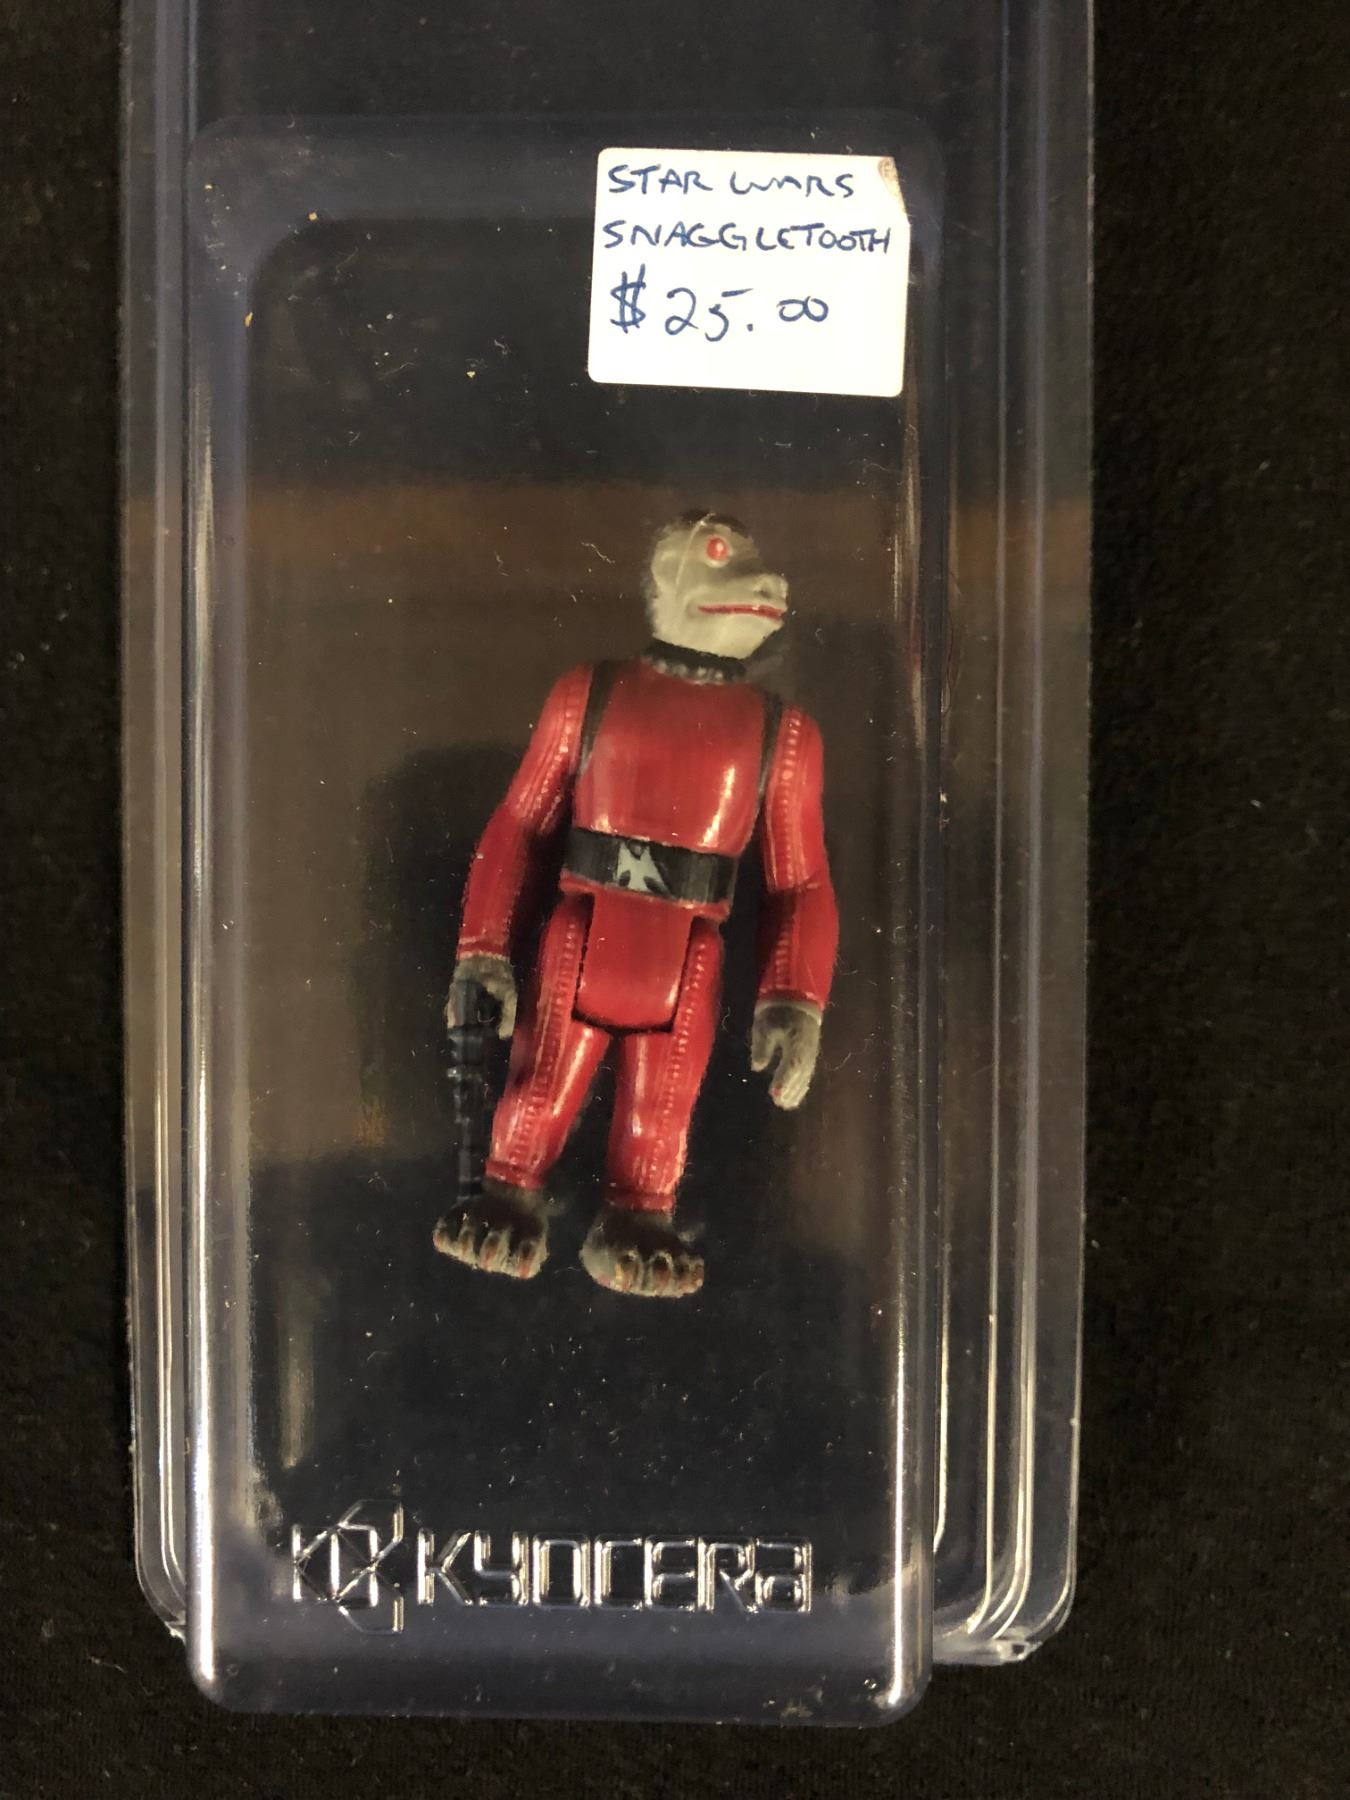 STAR WARS
SNAGGLETOOTH
$25.00
KYOCERA